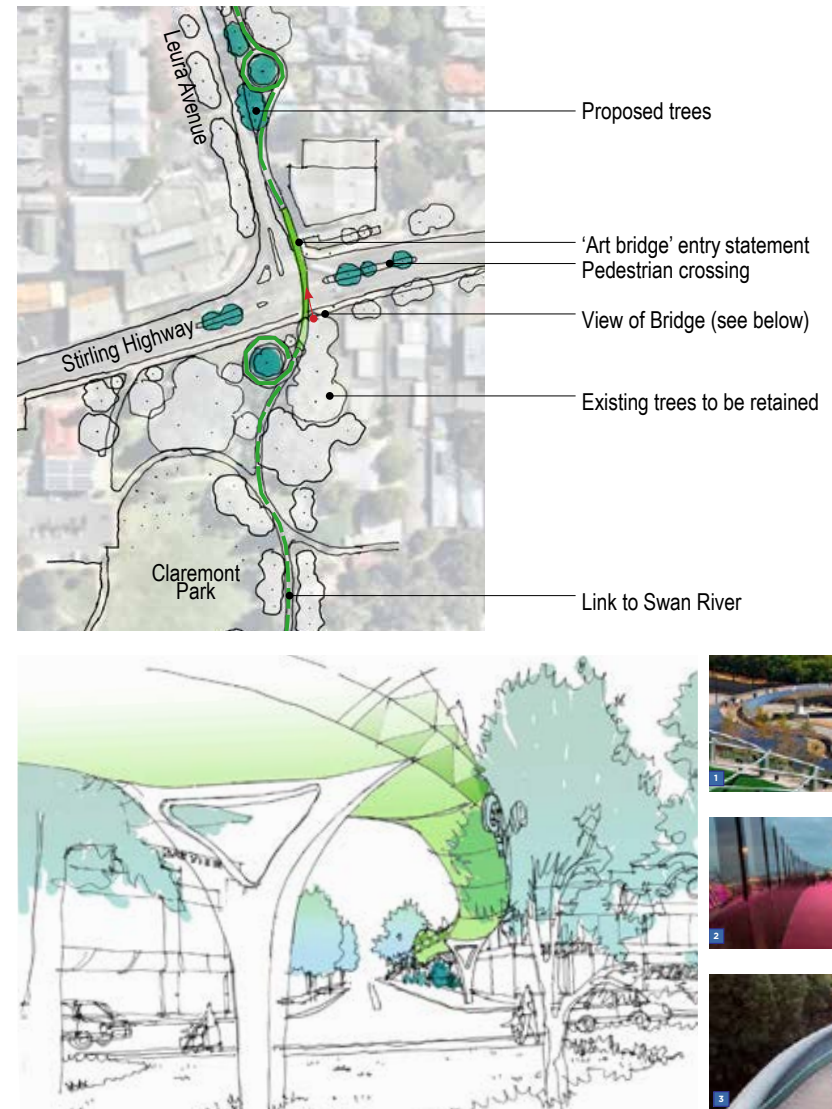 Leura Avenue
Proposed trees
'Art bridge' entry statement
Pedestrian crossing
Stirling Highway
View of Bridge (see below)
Existing trees to be retained
Claremont
Park
Link to Swan River
1
2
3